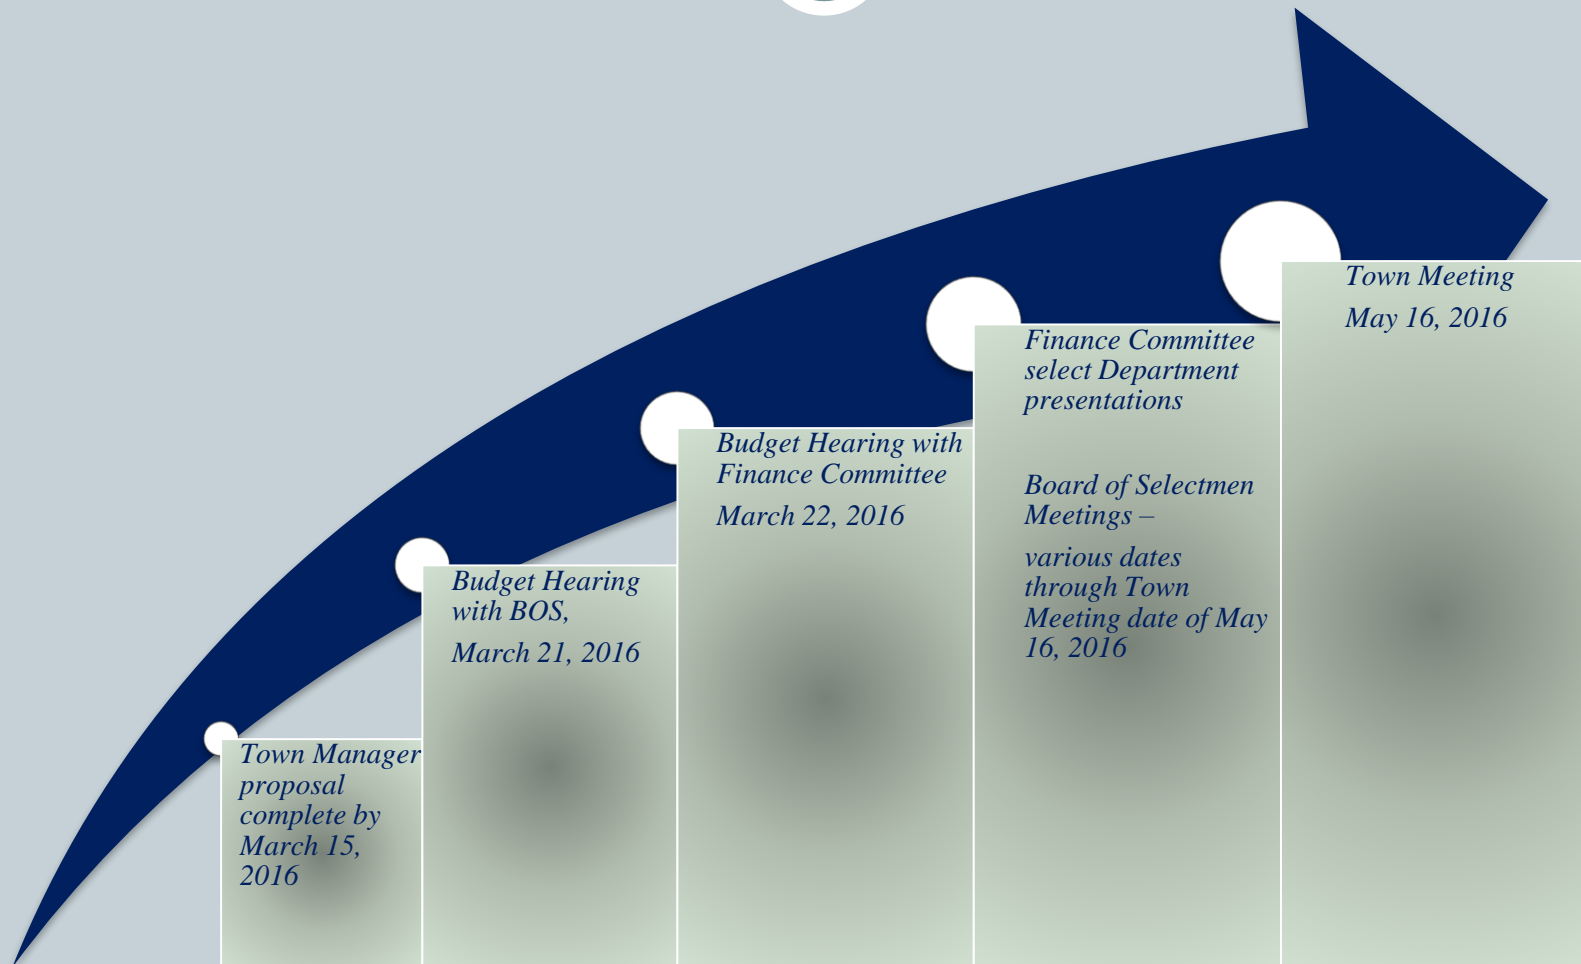 Town Manager
proposal
complete by
March 15,
2016
Budget Hearing
with BOS,
March 21, 2016
Budget Hearing with
Finance Committee
March 22, 2016
Finance Committee
select Department
presentations
Board of Selectmen
Meetings –
various dates
through Town
Meeting date of May
16, 2016
Town Meeting
May 16, 2016